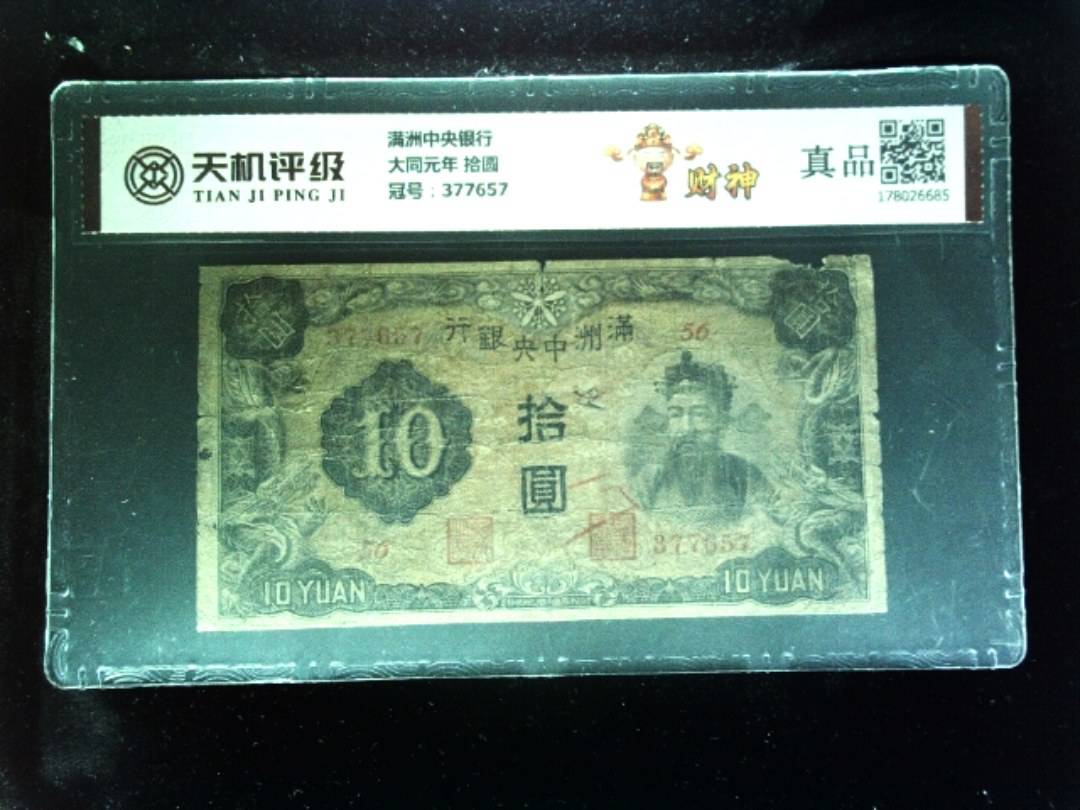 天机评级
TIAN JI PING JI
满洲中央银行
大同元年 拾圆
冠号：377657
财神
真品
178026685
377657
行銀央中洲滿
56
10
拾
圓
56
377657
10 YUAN
10 YUAN